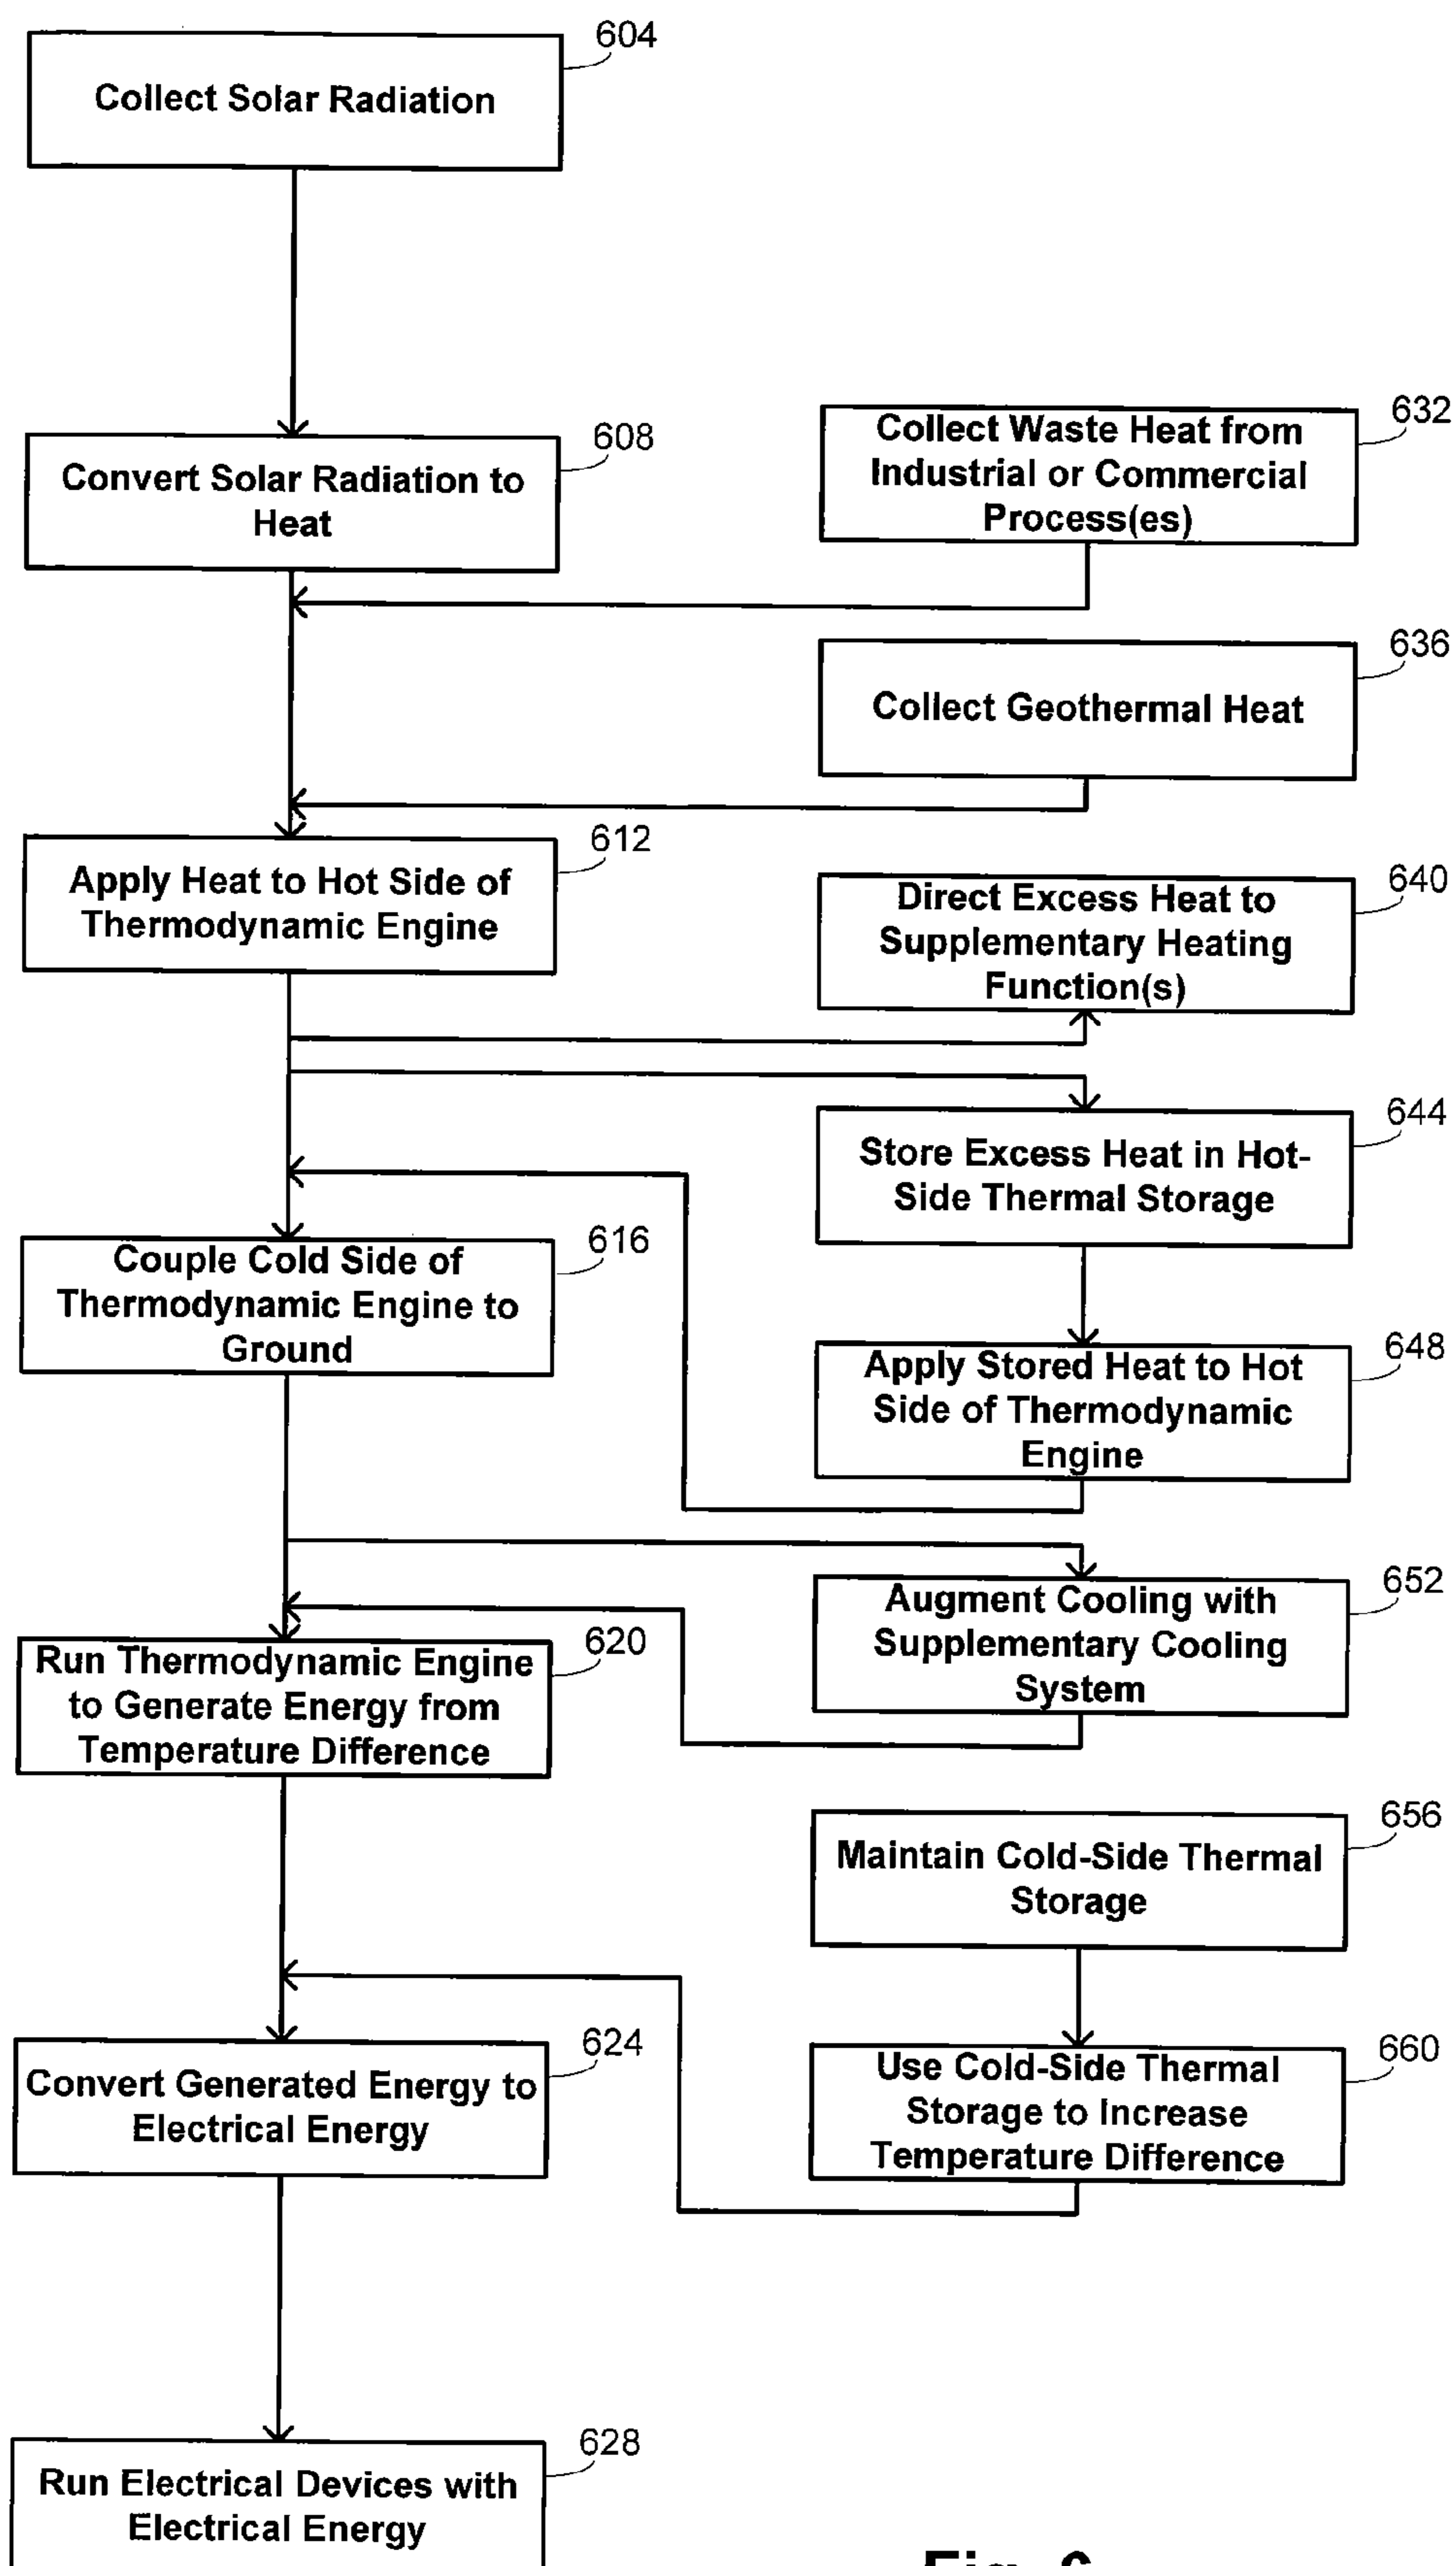 604
Collect Solar Radiation
608
Convert Solar Radiation to
Heat
632
Collect Waste Heat from
Industrial or Commercial
Process(es)
636
Collect Geothermal Heat
612
Apply Heat to Hot Side of
Thermodynamic Engine
640
Direct Excess Heat to
Supplementary Heating
Function(s)
644
Store Excess Heat in Hot-
Side Thermal Storage
616
Couple Cold Side of
Thermodynamic Engine to
Ground
648
Apply Stored Heat to Hot
Side of Thermodynamic
Engine
652
Augment Cooling with
Supplementary Cooling
System
620
Run Thermodynamic Engine
to Generate Energy from
Temperature Difference
656
Maintain Cold-Side Thermal
Storage
624
Convert Generated Energy to
Electrical Energy
660
Use Cold-Side Thermal
Storage to Increase
Temperature Difference
628
Run Electrical Devices with
Electrical Energy
Fig. 6